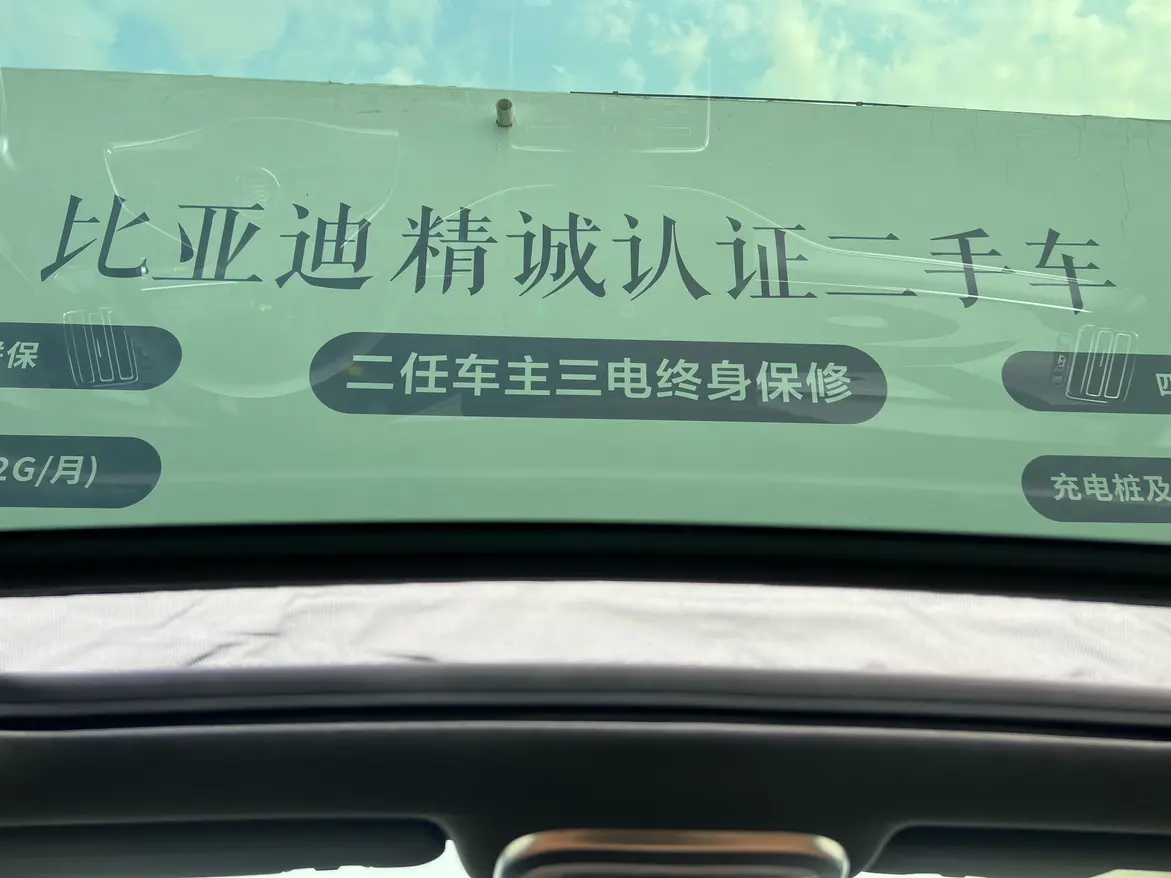 比亚迪精诚认证二手车
保
二任车主三电终身保修
四
2G/月)
充电桩及